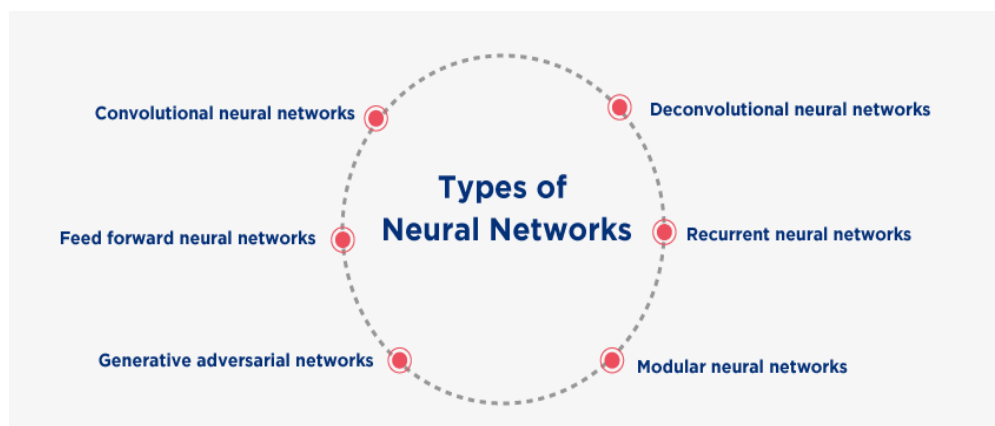 Convolutional neural networks
Deconvolutional neural networks
Types of
Neural Networks
Feed forward neural networks
Recurrent neural networks
Generative adversarial networks
Modular neural networks